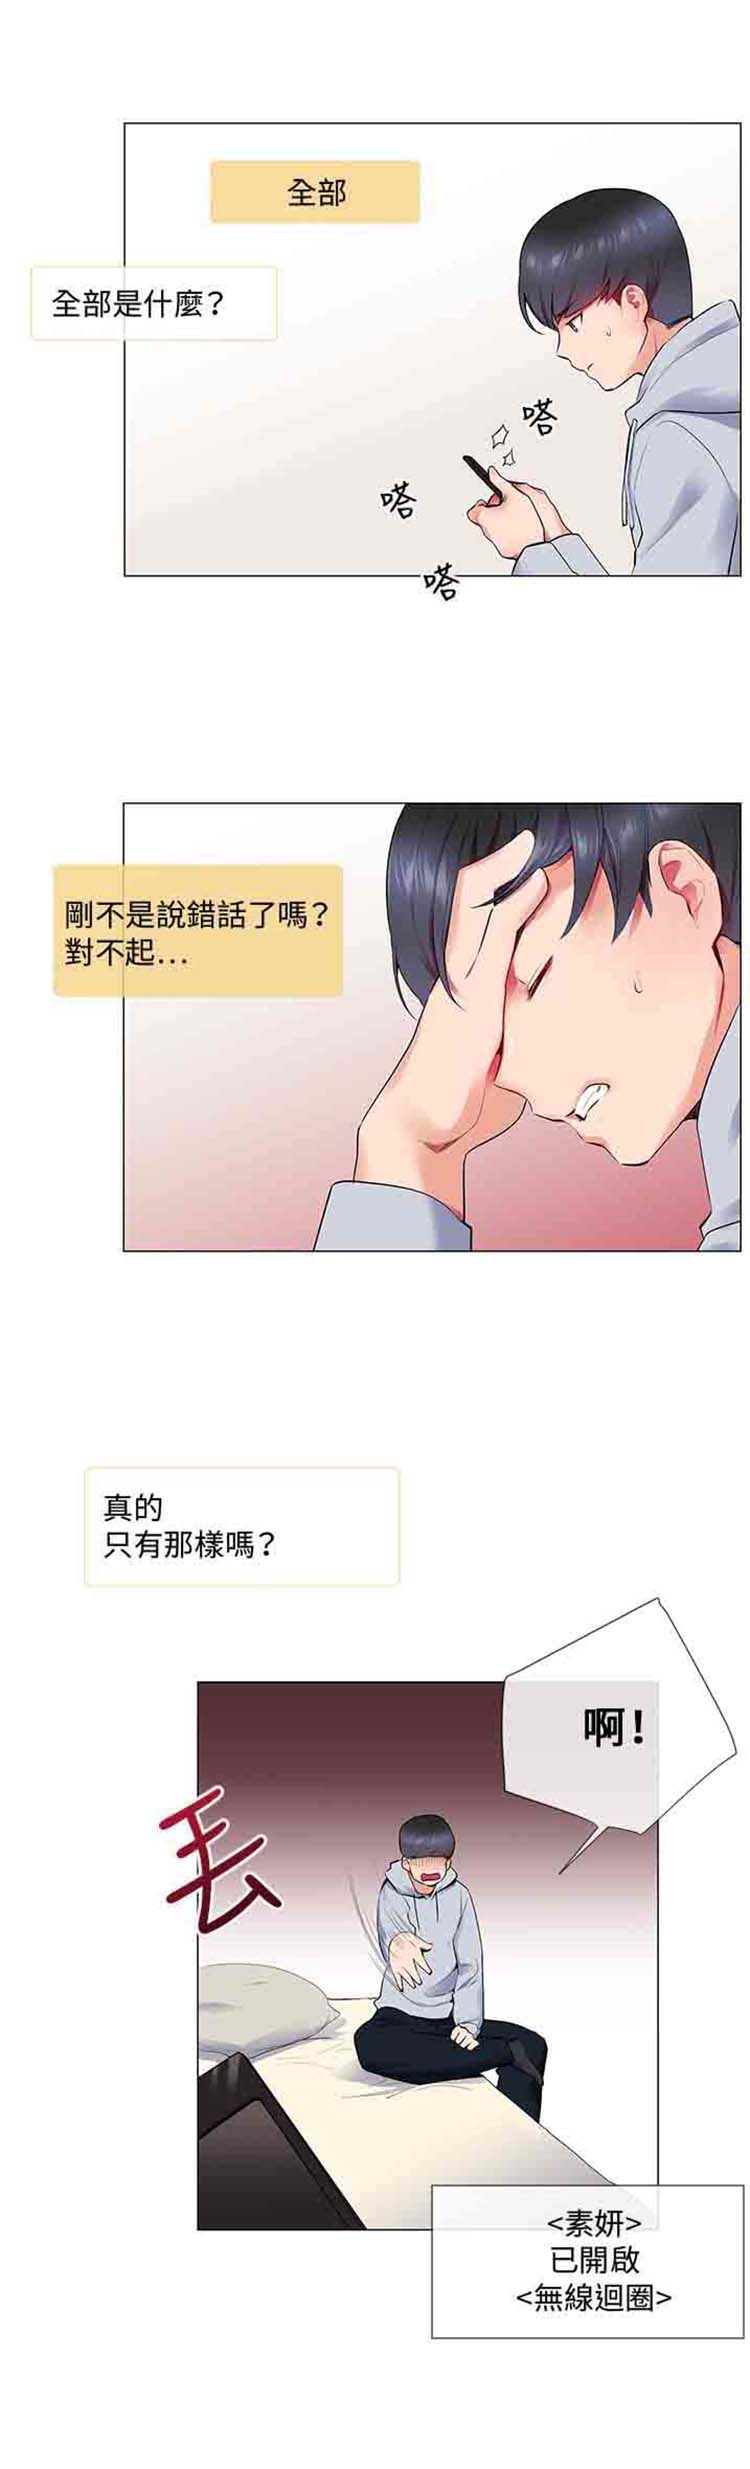 全部
全部是什麼？
嗒
嗒
嗒
剛不是說錯話了嗎？
對不起...
真的
只有那樣嗎？
啊！
丟
<素妍>
已開啟
<無線迴圈>